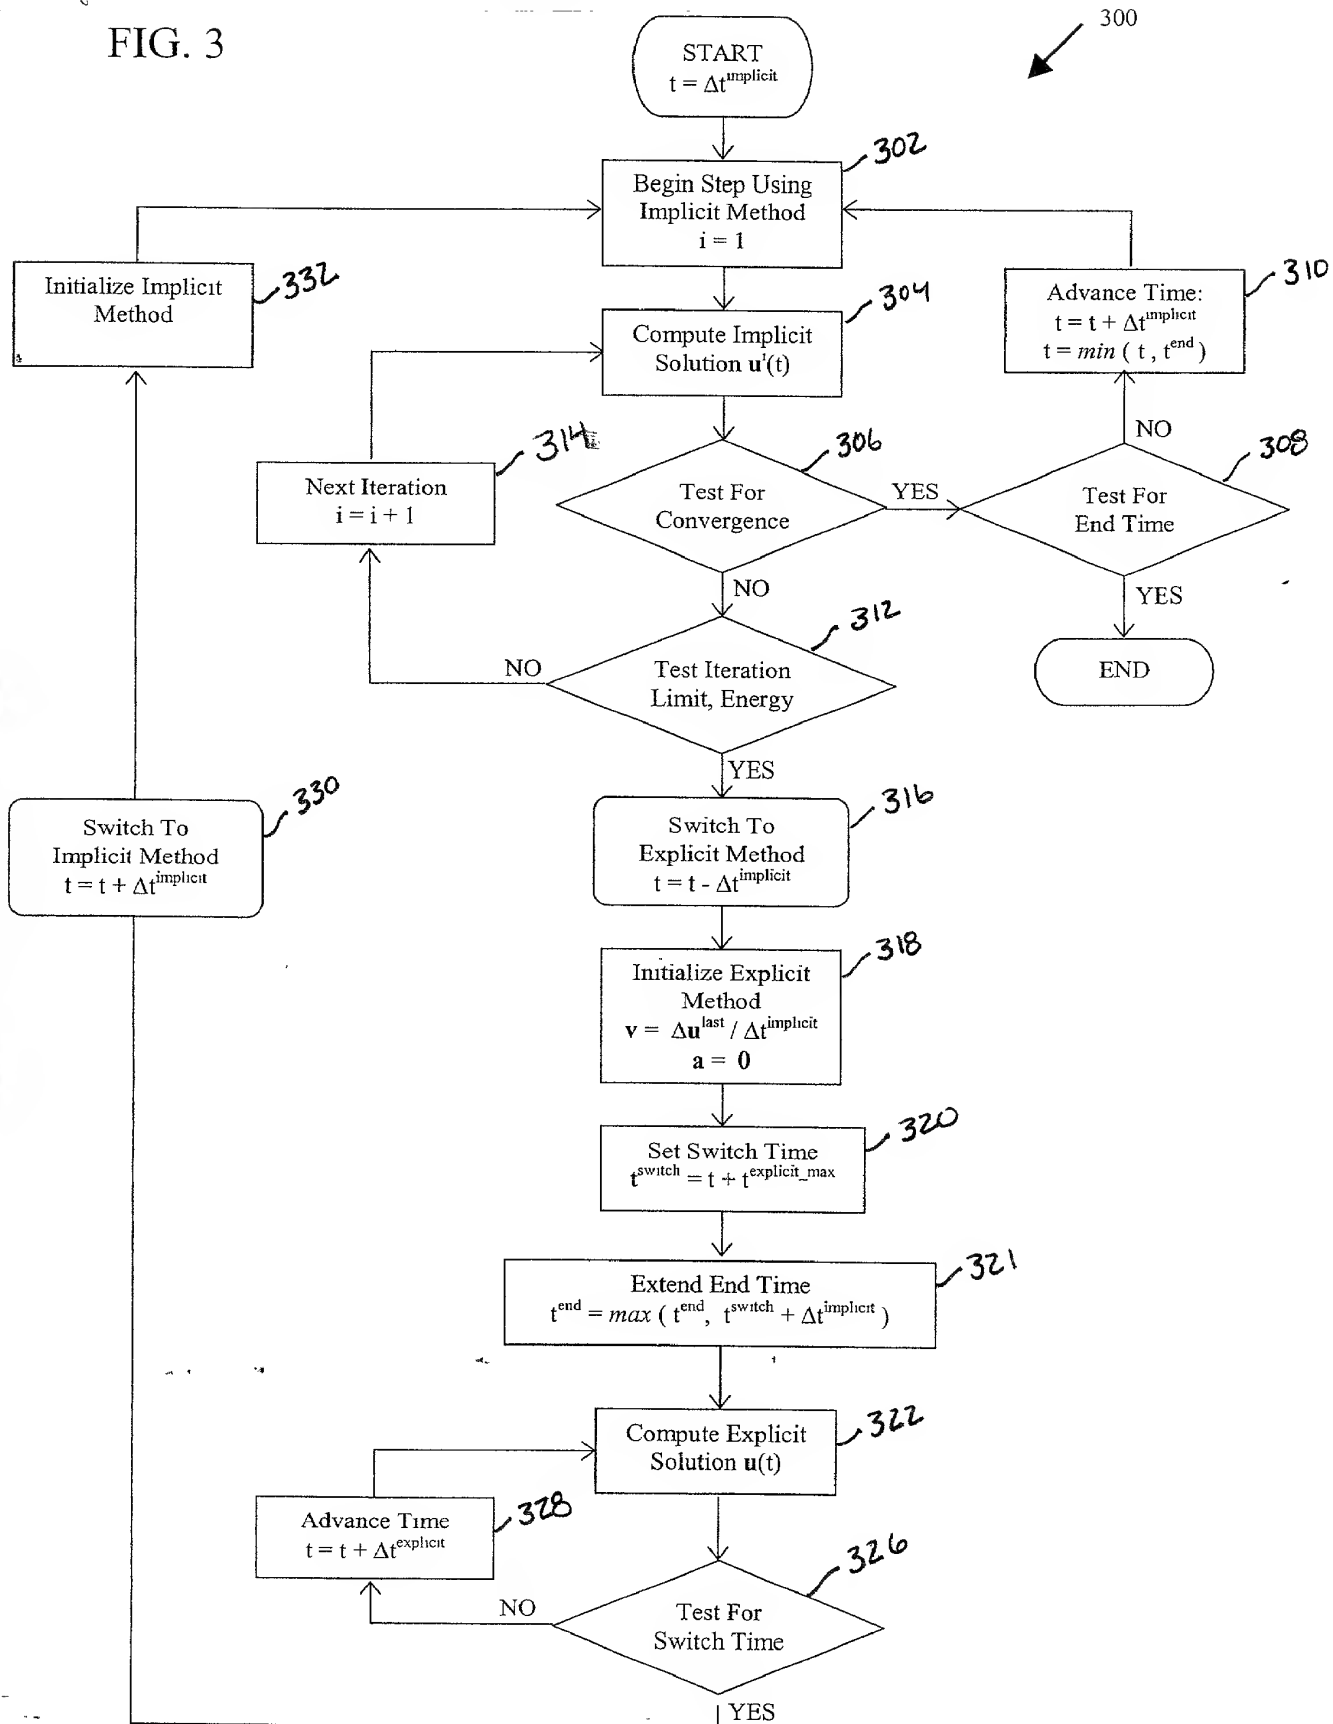 FIG. 3
300
START
t = Δt^implicit
302
Begin Step Using
Implicit Method
i = 1
332
Initialize Implicit
Method
304
Compute Implicit
Solution u^i(t)
310
Advance Time:
t = t + Δt^implicit
t = min ( t , t^end )
314
Next Iteration
i = i + 1
306
Test For
Convergence
YES
NO
308
Test For
End Time
NO
YES
END
312
Test Iteration
Limit, Energy
NO
YES
330
Switch To
Implicit Method
t = t + Δt^implicit
316
Switch To
Explicit Method
t = t - Δt^implicit
318
Initialize Explicit
Method
v = Δu^last / Δt^implicit
a = 0
320
Set Switch Time
t^switch = t + t^explicit_max
321
Extend End Time
t^end = max ( t^end, t^switch + Δt^implicit )
322
Compute Explicit
Solution u(t)
328
Advance Time
t = t + Δt^explicit
326
Test For
Switch Time
NO
YES